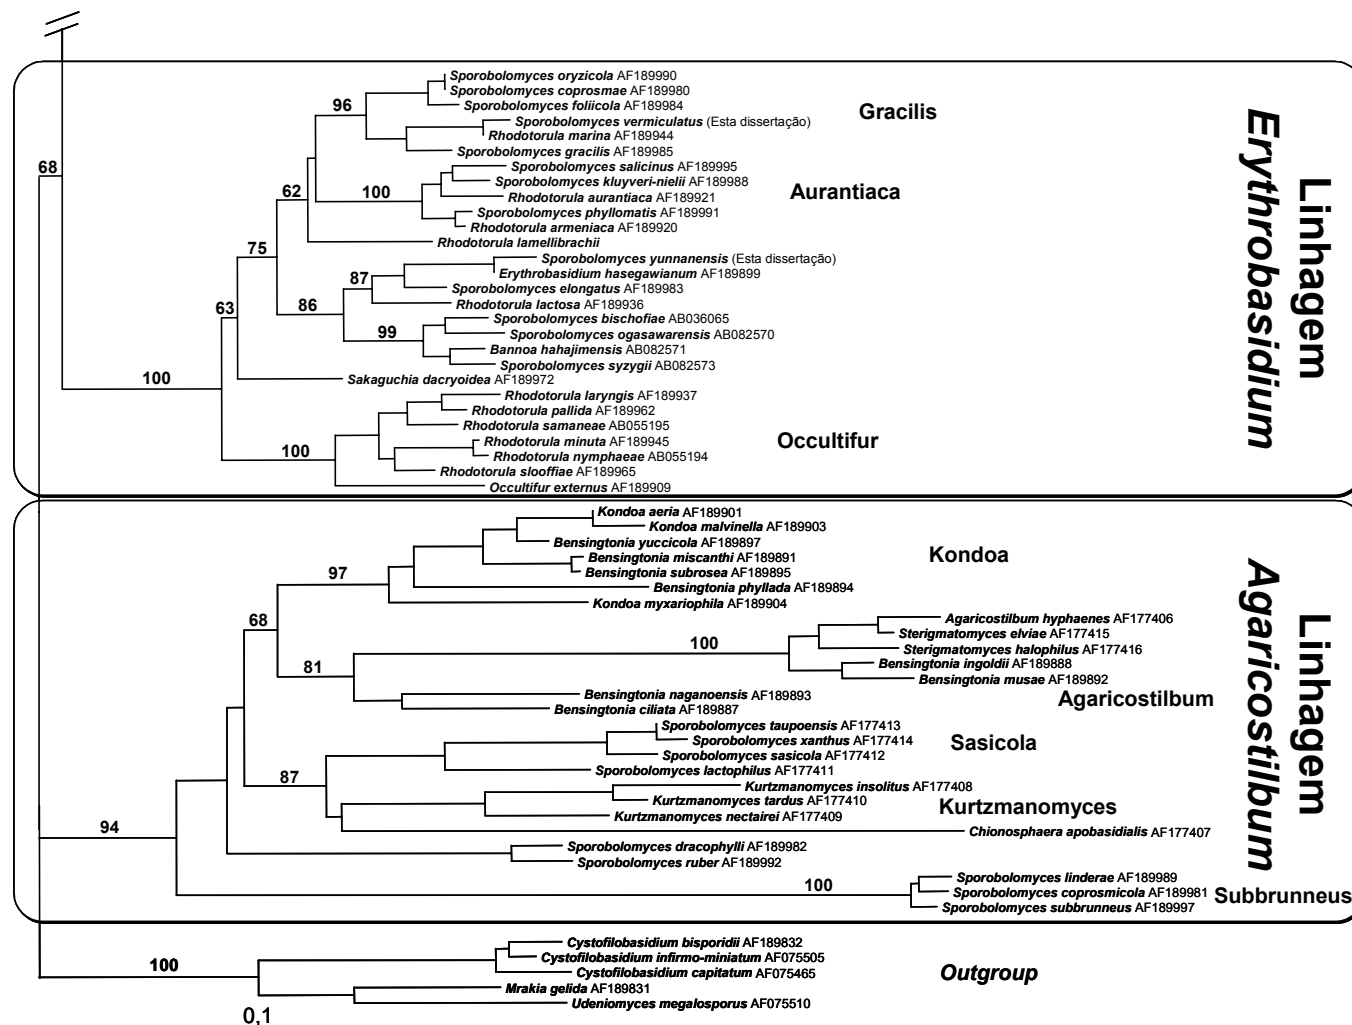 Sporobolomyces oryzicola AF189990
Sporobolomyces coprosmae AF189980
Sporobolomyces foliicola AF189984
96
Gracilis
Sporobolomyces vermiculatus (Esta dissertação)
Rhodotorula marina AF189944
Sporobolomyces gracilis AF189985
68
Sporobolomyces salicinus AF189995
Sporobolomyces kluyveri-nielii AF189988
62
100
Aurantiaca
Rhodotorula aurantiaca AF189921
Sporobolomyces phyllomatis AF189991
Rhodotorula armeniaca AF189920
Rhodotorula lamellibrachii
75
Sporobolomyces yunnanensis (Esta dissertação)
Erythrobasidium hasegawianum AF189899
87
Sporobolomyces elongatus AF189983
86
Rhodotorula lactosa AF189936
63
Sporobolomyces bischofiae AB036065
99
Sporobolomyces ogasawarensis AB082570
Bannoa hahajimensis AB082571
Sporobolomyces syzygii AB082573
100
Sakaguchia dacryoidea AF189972
Rhodotorula laryngis AF189937
Rhodotorula pallida AF189962
Rhodotorula samaneae AB055195
Rhodotorula minuta AF189945
Occultifur
100
Rhodotorula nymphaeae AB055194
Rhodotorula slooffiae AF189965
Occultifur externus AF189909
Linhagem
Erythrobasidium
Kondoa aeria AF189901
Kondoa malvinella AF189903
Bensingtonia yuccicola AF189897
Kondoa
Bensingtonia miscanthi AF189891
97
Bensingtonia subrosea AF189895
Bensingtonia phyllada AF189894
Kondoa myxariophila AF189904
68
Agaricostilbum hyphaenes AF177406
Sterigmatomyces elviae AF177415
100
Sterigmatomyces halophilus AF177416
81
Bensingtonia ingoldii AF189888
Bensingtonia musae AF189892
Bensingtonia naganoensis AF189893
Agaricostilbum
Bensingtonia ciliata AF189887
Sporobolomyces taupoensis AF177413
Sporobolomyces xanthus AF177414
Sasicola
Sporobolomyces sasicola AF177412
87
Sporobolomyces lactophilus AF177411
Kurtzmanomyces insolitus AF177408
Kurtzmanomyces tardus AF177410
Kurtzmanomyces
Kurtzmanomyces nectairei AF177409
94
Chionosphaera apobasidialis AF177407
Sporobolomyces dracophylli AF189982
Sporobolomyces ruber AF189992
Sporobolomyces linderae AF189989
100
Sporobolomyces coprosmicola AF189981
Subbrunneus
Sporobolomyces subbrunneus AF189997
Linhagem
Agaricostilbum
Cystofilobasidium bisporidii AF189832
Cystofilobasidium infirmo-miniatum AF075505
100
Cystofilobasidium capitatum AF075465
Outgroup
Mrakia gelida AF189831
Udeniomyces megalosporus AF075510
0,1